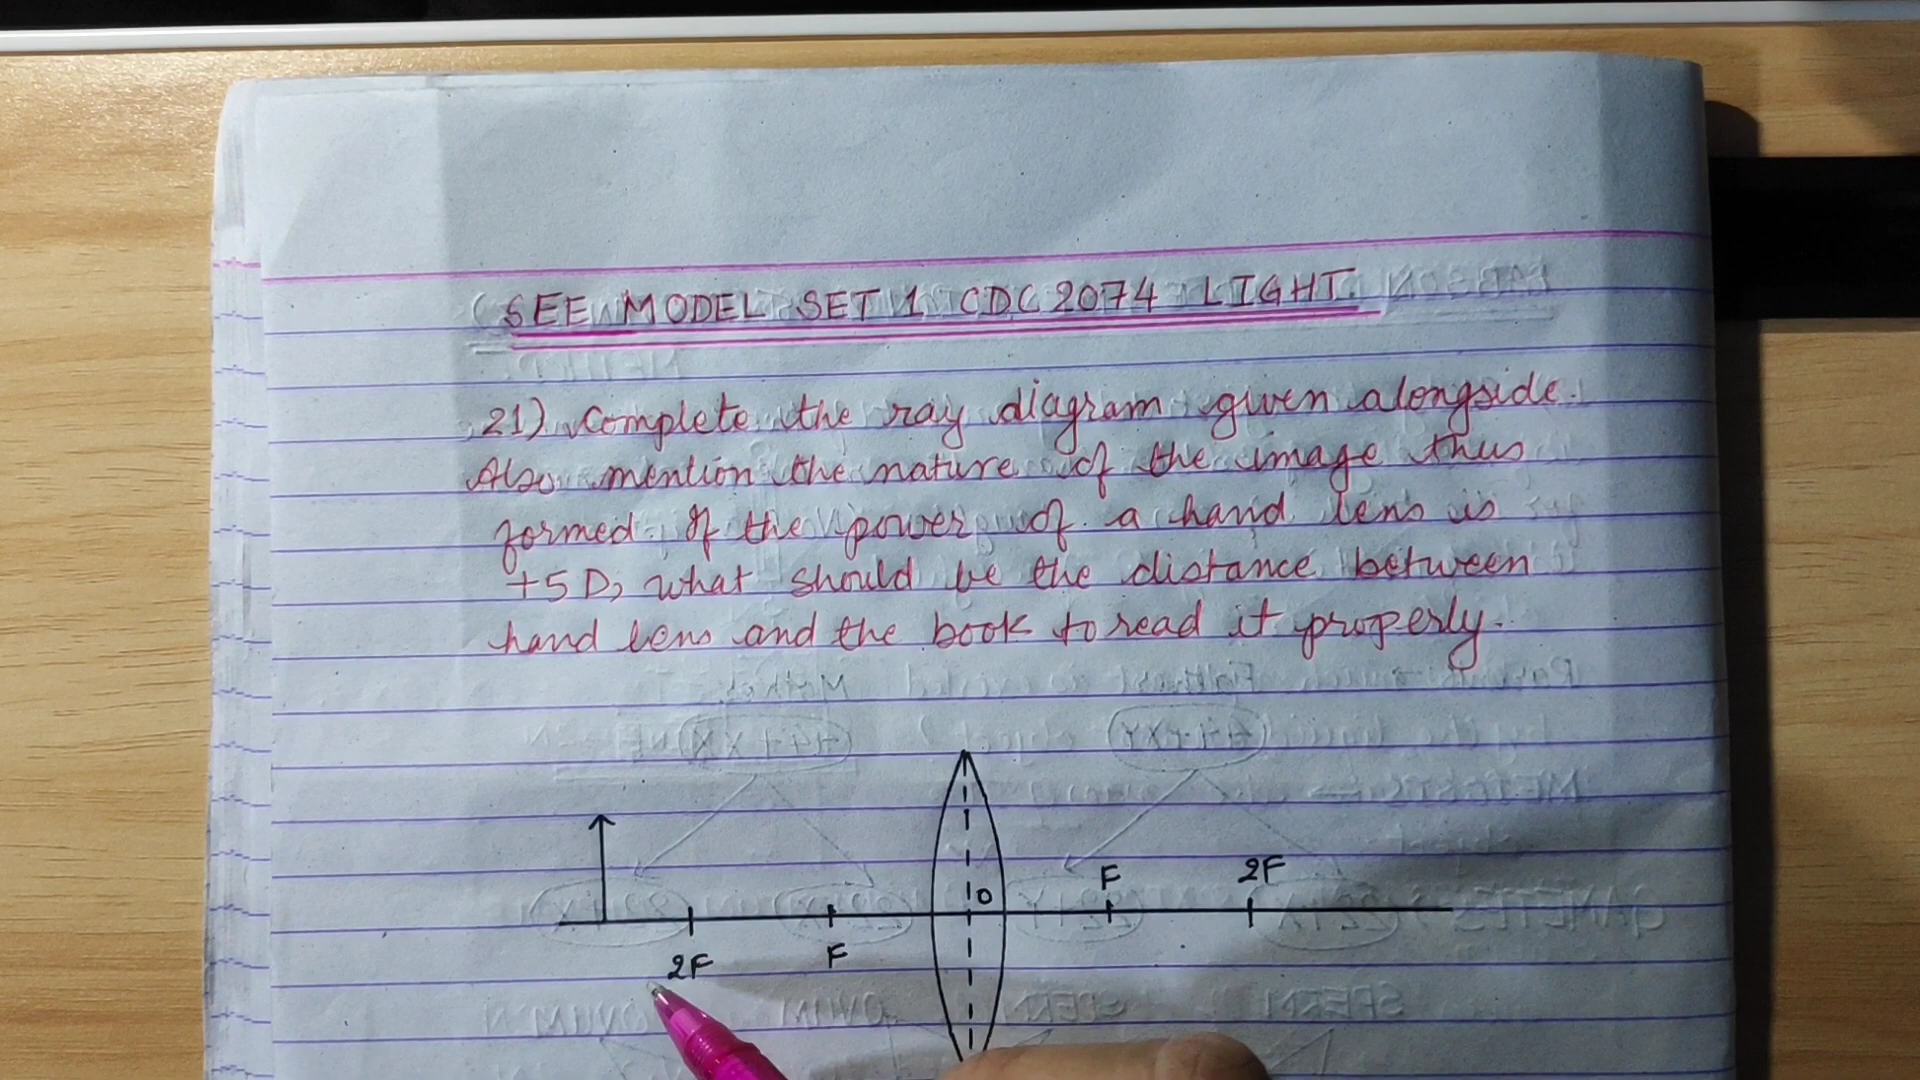 SEE MODEL SET 1 CDC 2074 LIGHT.
21) Complete the ray diagram given alongside.
Also mention the nature of the image thus
formed. If the power of a hand lens is
+5 D, what should be the distance between
hand lens and the book to read it properly.
F 2F
O
2F F